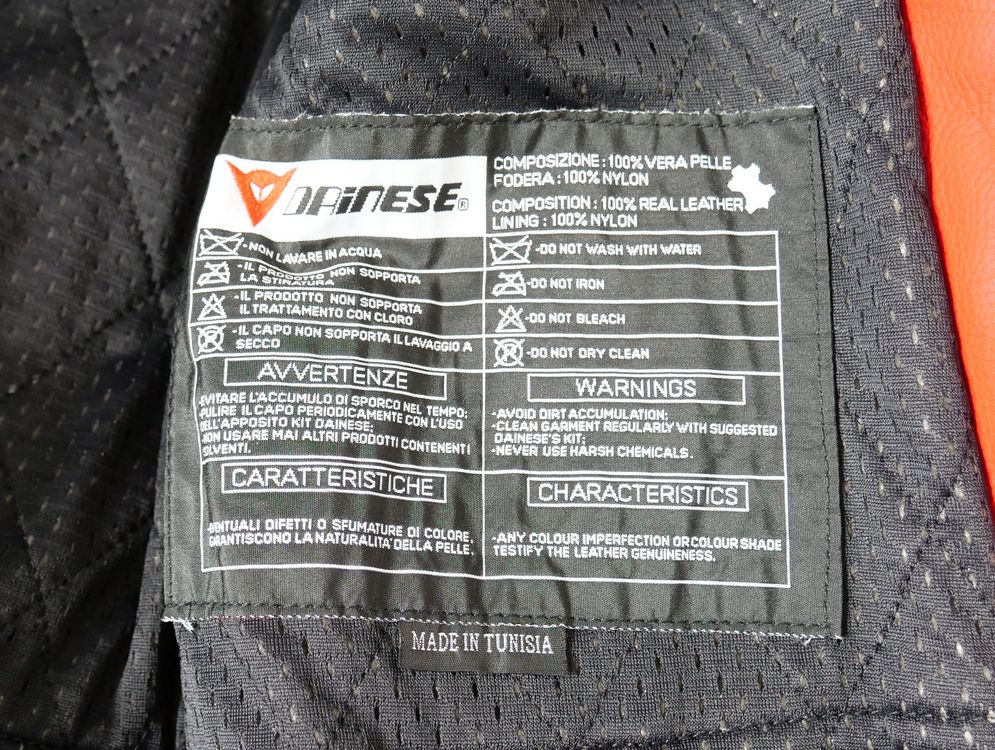 DAINESE®
COMPOSIZIONE : 100% VERA PELLE
FODERA : 100% NYLON
COMPOSITION : 100% REAL LEATHER
LINING : 100% NYLON
-NON LAVARE IN ACQUA
-IL PRODOTTO NON SOPPORTA
LA STIRATURA
-IL PRODOTTO NON SOPPORTA
IL TRATTAMENTO CON CLORO
-IL CAPO NON SOPPORTA IL LAVAGGIO A
SECCO
-DO NOT WASH WITH WATER
-DO NOT IRON
-DO NOT BLEACH
-DO NOT DRY CLEAN
AVVERTENZE
-EVITARE L'ACCUMULO DI SPORCO NEL TEMPO;
-PULIRE IL CAPO PERIODICAMENTE CON L'USO
DELL'APPOSITO KIT DAINESE;
-NON USARE MAI ALTRI PRODOTTI CONTENENTI
SOLVENTI.
WARNINGS
-AVOID DIRT ACCUMULATION;
-CLEAN GARMENT REGULARLY WITH SUGGESTED
DAINESE'S KIT;
-NEVER USE HARSH CHEMICALS.
CARATTERISTICHE
-EVENTUALI DIFETTI O SFUMATURE DI COLORE,
GARANTISCONO LA NATURALITA' DELLA PELLE.
CHARACTERISTICS
-ANY COLOUR IMPERFECTION OR COLOUR SHADE
TESTIFY THE LEATHER GENUINENESS.
MADE IN TUNISIA